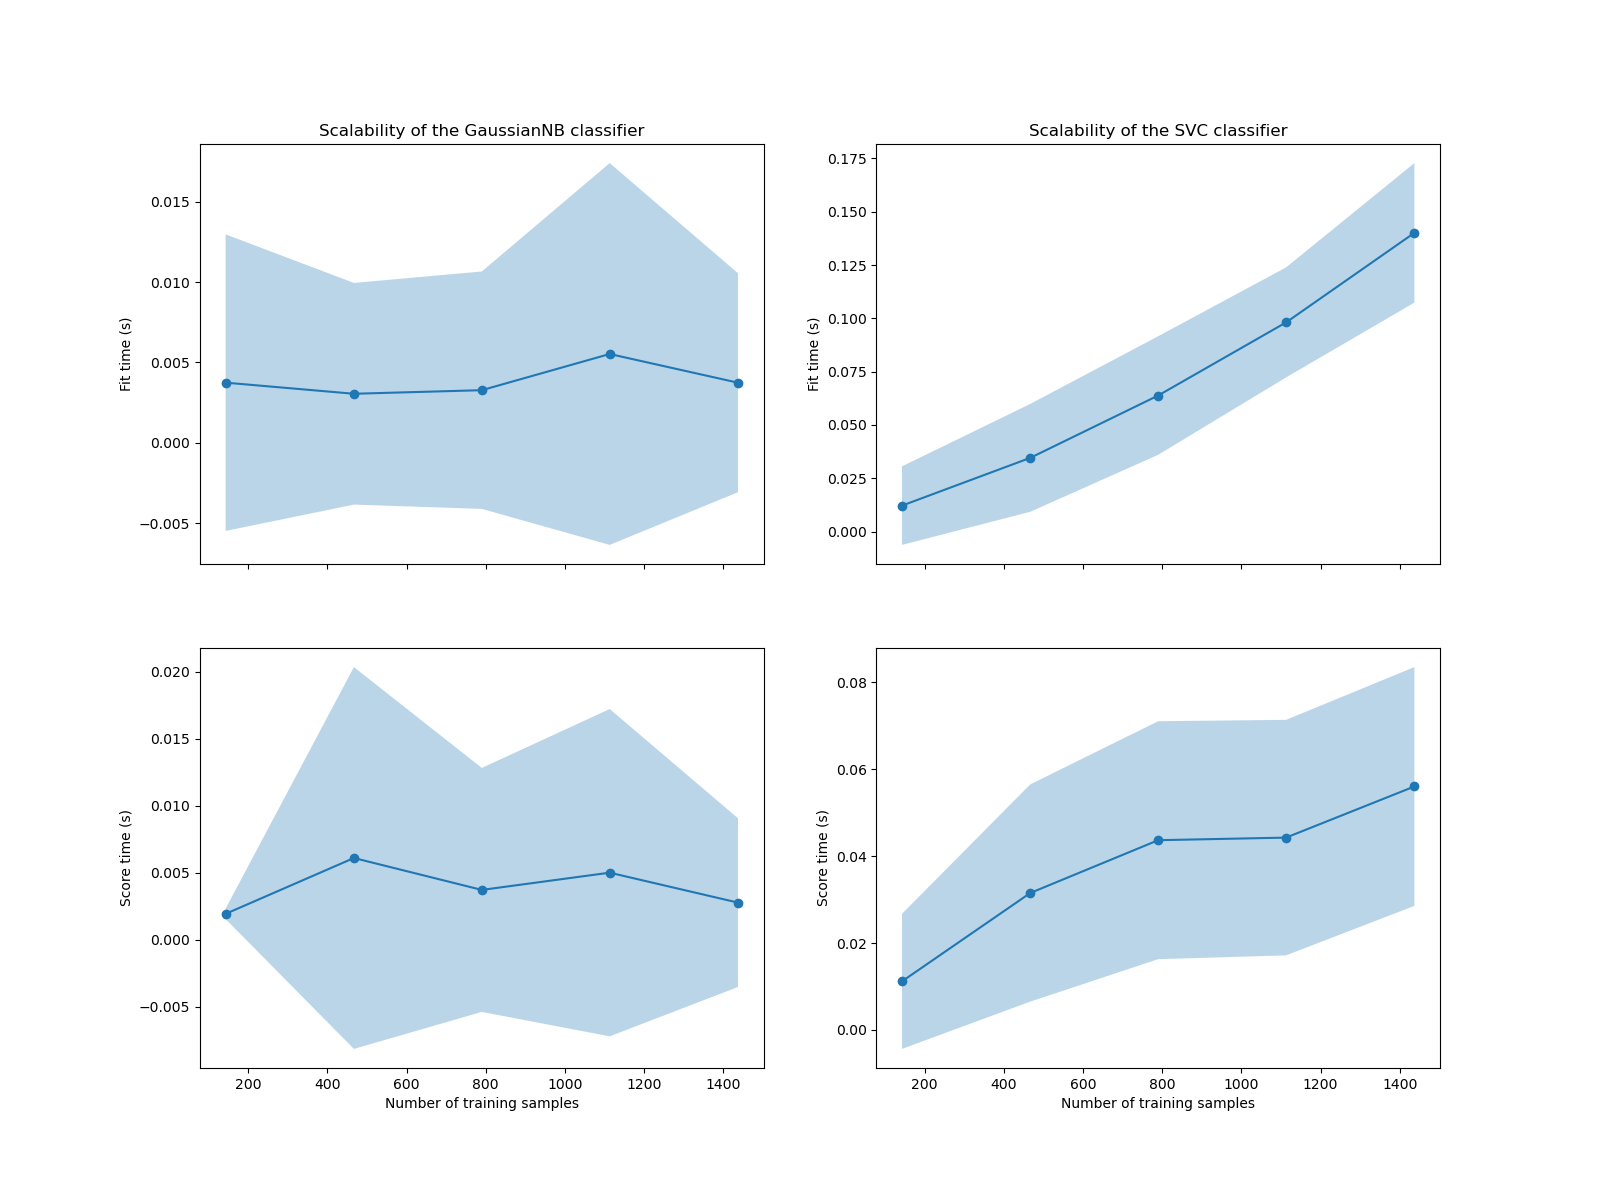 Scalability of the GaussianNB classifier
0.015
0.010
0.005
0.000
−0.005
Fit time (s)
Scalability of the SVC classifier
0.175
0.150
0.125
0.100
0.075
0.050
0.025
0.000
Fit time (s)
0.020
0.015
0.010
0.005
0.000
−0.005
Score time (s)
200 400 600 800 1000 1200 1400
Number of training samples
0.08
0.06
0.04
0.02
0.00
Score time (s)
200 400 600 800 1000 1200 1400
Number of training samples